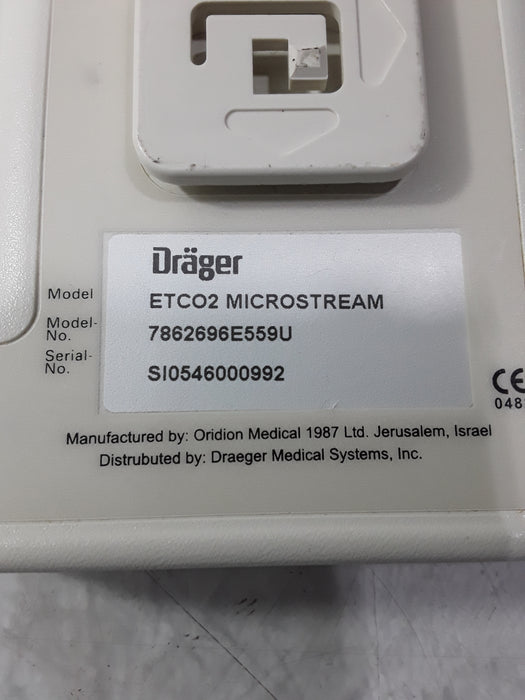 Dräger
Model ETCO2 MICROSTREAM
Model-
No. 7862696E559U
Serial-
No. SI0546000992
CE
048
Manufactured by: Oridion Medical 1987 Ltd. Jerusalem, Israel
Distrubuted by: Draeger Medical Systems, Inc.